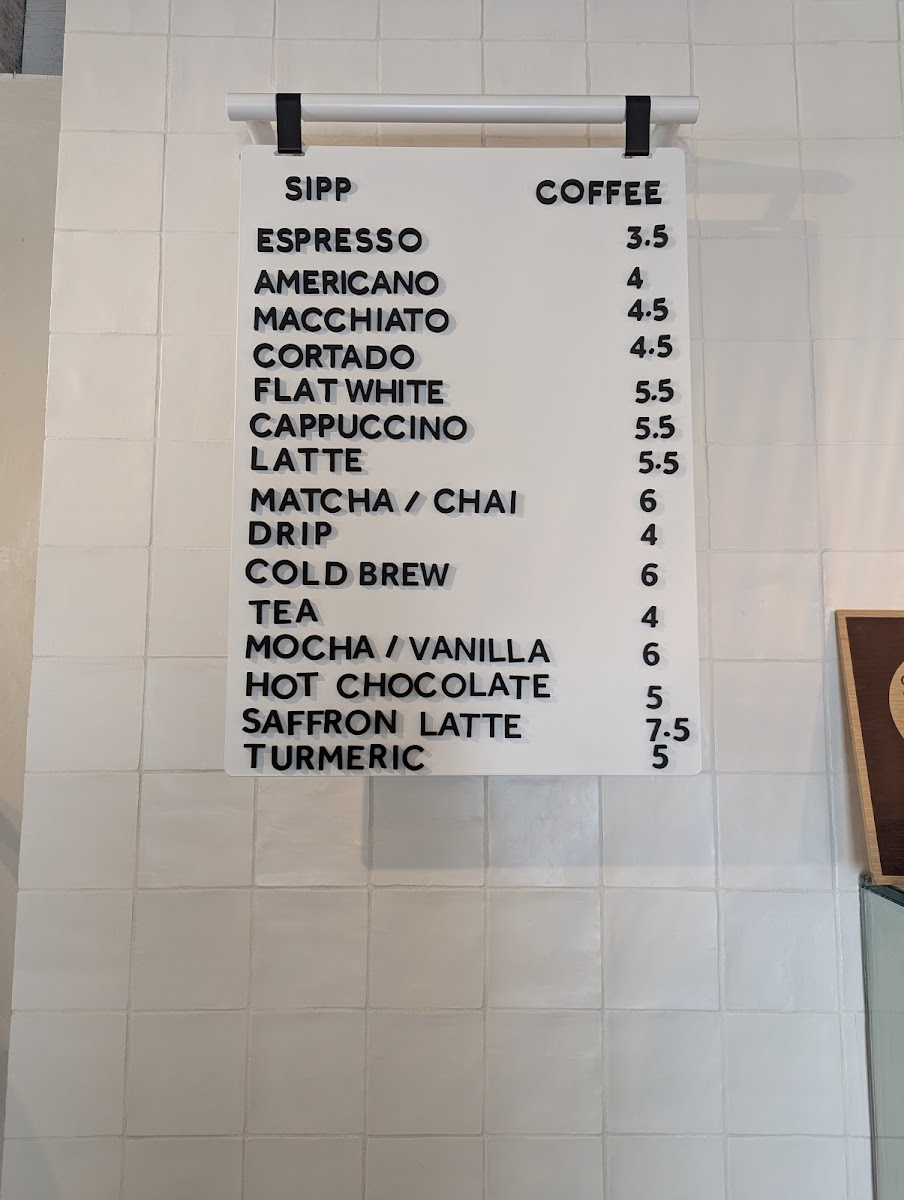 SIPP COFFEE
ESPRESSO 3.5
AMERICANO 4
MACCHIATO 4.5
CORTADO 4.5
FLAT WHITE 5.5
CAPPUCCINO 5.5
LATTE 5.5
MATCHA / CHAI 6
DRIP 4
COLD BREW 6
TEA 4
MOCHA / VANILLA 6
HOT CHOCOLATE 5
SAFFRON LATTE 7.5
TURMERIC 5